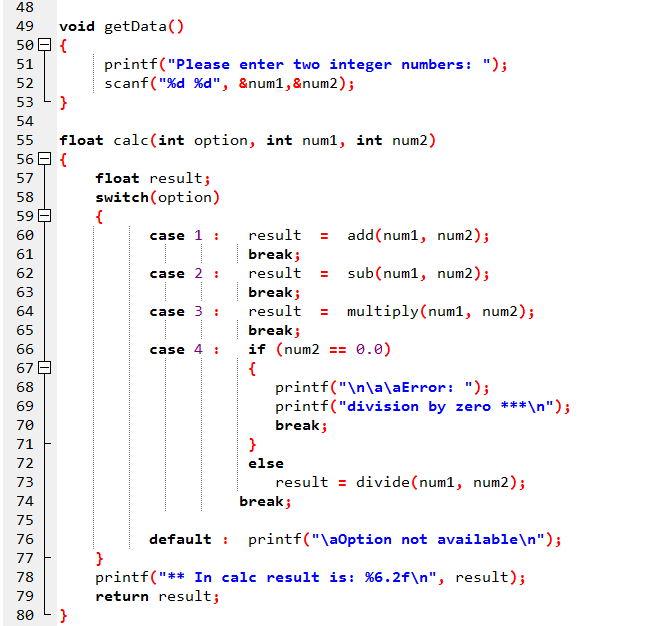 48
49 void getData()
50 {
51 printf("Please enter two integer numbers: ");
52 scanf("%d %d", &num1,&num2);
53 }
54
55 float calc(int option, int num1, int num2)
56 {
57 float result;
58 switch(option)
59 {
60 case 1 : result = add(num1, num2);
61 break;
62 case 2 : result = sub(num1, num2);
63 break;
64 case 3 : result = multiply(num1, num2);
65 break;
66 case 4 : if (num2 == 0.0)
67 {
68 printf("\n\a\aError: ");
69 printf("division by zero ***\n");
70 break;
71 }
72 else
73 result = divide(num1, num2);
74 break;
75
76 default : printf("\aOption not available\n");
77 }
78 printf("** In calc result is: %6.2f\n", result);
79 return result;
80 }